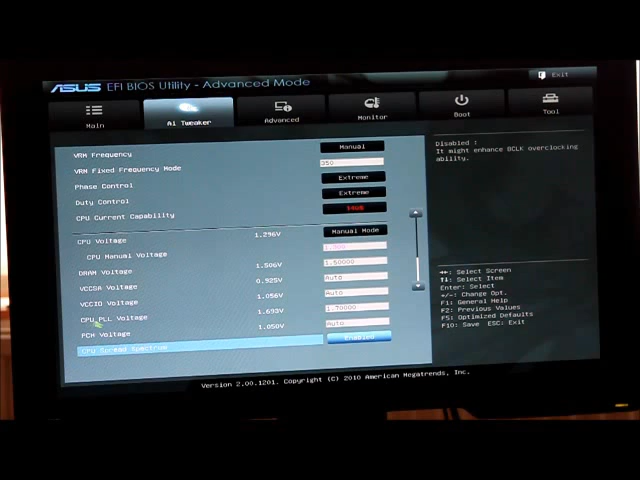 ASUS EFI BIOS Utility - Advanced Mode
Exit
Main
Ai Tweaker
Advanced
Monitor
Boot
Tool
VRM Frequency Manual
VRM Fixed Frequency Mode 350
Phase Control Extreme
Duty Control Extreme
CPU Current Capability 140%
CPU Voltage 1.296V Manual Mode
CPU Manual Voltage 1.300
DRAM Voltage 1.506V 1.50000
VCCSA Voltage 0.925V Auto
VCCIO Voltage 1.056V Auto
CPU PLL Voltage 1.693V 1.70000
PCH Voltage 1.050V Auto
CPU Spread Spectrum Enabled
Disabled :
It might enhance BCLK overclocking
ability.
→←: Select Screen
↑↓: Select Item
Enter: Select
+/-: Change Opt.
F1: General Help
F2: Previous Values
F5: Optimized Defaults
F10: Save ESC: Exit
Version 2.00.1201. Copyright (C) 2010 American Megatrends, Inc.